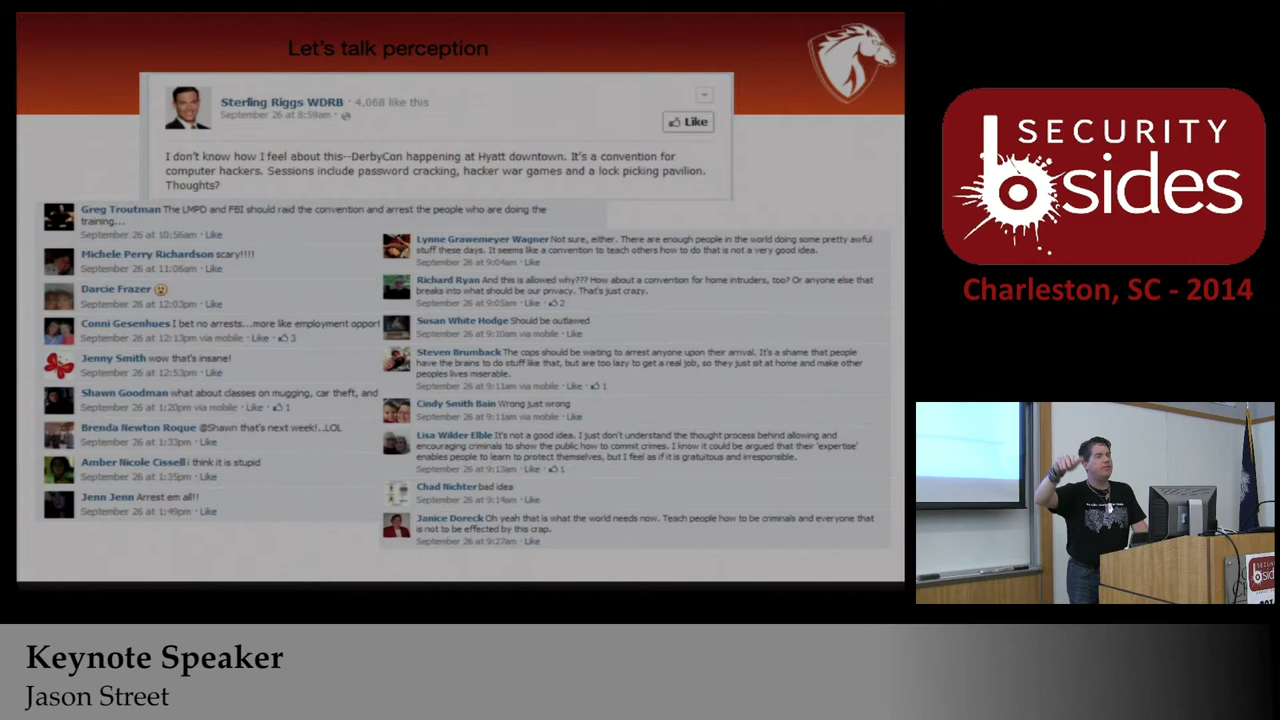 Let's talk perception
Sterling Riggs WDRB · 4,068 like this
September 26 at 8:59am ·
Like
I don't know how I feel about this--DerbyCon happening at Hyatt downtown. It's a convention for
computer hackers. Sessions include password cracking, hacker war games and a lock picking pavilion.
Thoughts?
Greg Troutman The LMPD and FBI should raid the convention and arrest the people who are doing the
training...
September 26 at 10:56am · Like
Michele Perry Richardson scary!!!!
September 26 at 11:06am · Like
Darcie Frazer
September 26 at 12:03pm · Like
Conni Gesenhues I bet no arrests...more like employment opport
September 26 at 12:13pm via mobile · Like · 3
Jenny Smith wow that's insane!
September 26 at 12:53pm · Like
Shawn Goodman what about classes on mugging, car theft, and
September 26 at 1:20pm via mobile · Like · 1
Brenda Newton Roque @Shawn that's next week!..LOL
September 26 at 1:33pm · Like
Amber Nicole Cissell i think it is stupid
September 26 at 1:35pm · Like
Jenn Jenn Arrest em all!!
September 26 at 1:49pm · Like
Lynne Grawemeyer Wagner Not sure, either. There are enough people in the world doing some pretty awful
stuff these days. It seems like a convention to teach others how to do that is not a very good idea.
September 26 at 9:04am · Like
Richard Ryan And this is allowed why??? How about a convention for home intruders, too? Or anyone else that
breaks into what should be our privacy. That's just crazy.
September 26 at 9:05am · Like · 2
Susan White Hodge Should be outlawed
September 26 at 9:10am via mobile · Like
Steven Brumback The cops should be waiting to arrest anyone upon their arrival. It's a shame that people
have the brains to do stuff like that, but are too lazy to get a real job, so they just sit at home and make other
peoples lives miserable.
September 26 at 9:11am via mobile · Like · 1
Cindy Smith Bain Wrong just wrong
September 26 at 9:11am via mobile · Like
Lisa Wilder Elble It's not a good idea. I just don't understand the thought process behind allowing and
encouraging criminals to show the public how to commit crimes. I know it could be argued that their 'expertise'
enables people to learn to protect themselves, but I feel as if it is gratuitous and irresponsible.
September 26 at 9:13am · Like · 1
Chad Nichter bad idea
September 26 at 9:14am · Like
Janice Doreck Oh yeah that is what the world needs now. Teach people how to be criminals and everyone that
is not to be effected by this crap.
September 26 at 9:27am · Like
SECURITY
bsides
Charleston, SC - 2014
Keynote Speaker
Jason Street